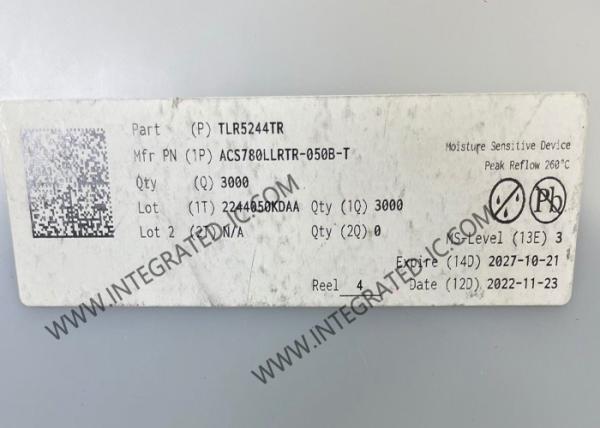 Part (P) TLR5244TR
Mfr PN (1P) ACS780LLRTR-050B-T
Qty (Q) 3000
Lot (1T) 2244050KDAA Qty (1Q) 3000
Lot 2 (2T) N/A Qty (2Q) 0
Reel 4
Moisture Sensitive Device
Peak Reflow 260°C
Pb
MS-Level (13E) 3
Expire (14D) 2027-10-21
Date (12D) 2022-11-23
WWW.INTEGRATED-IC.COM
WWW.INTEGRATED-IC.COM